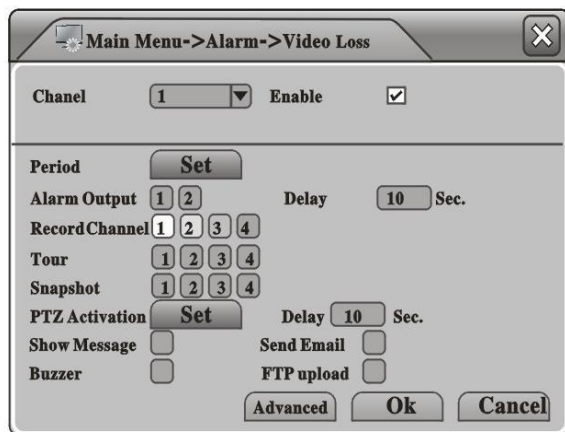 Main Menu->Alarm->Video Loss
Chanel 1 Enable
Period Set
Alarm Output 1 2 Delay 10 Sec.
Record Channel 1 2 3 4
Tour 1 2 3 4
Snapshot 1 2 3 4
PTZ Activation Set Delay 10 Sec.
Show Message Send Email
Buzzer FTP upload
Advanced Ok Cancel